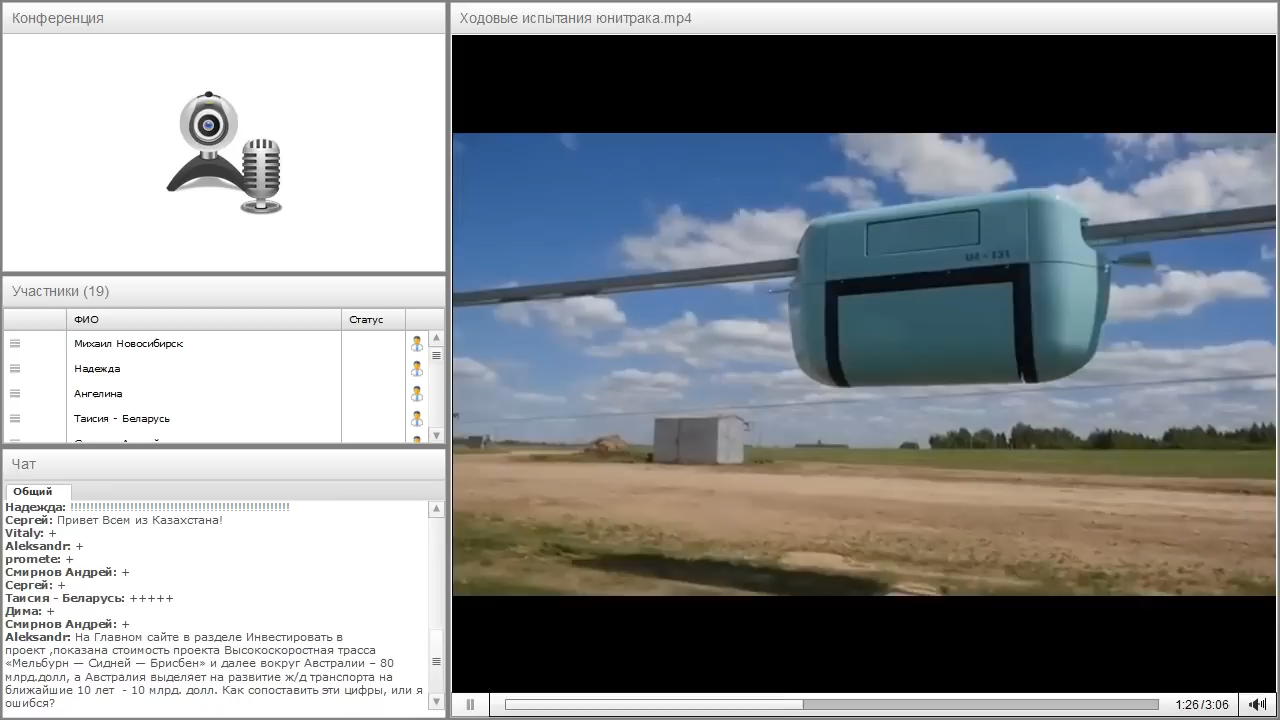 Конференция
Ходовые испытания юнитрака.mp4
Участники (19)
ФИО
Статус
Михаил Новосибирск
Надежда
Ангелина
Таисия - Беларусь
Чат
Общий
Надежда: !!!!!!!!!!!!!!!!!!!!!!!!!!!!!!!!!!!!!!!!!!!!!!!!!!!!!!!
Сергей: Привет Всем из Казахстана!
Vitaly: +
Aleksandr: +
promete: +
Смирнов Андрей: +
Сергей: +
Таисия - Беларусь: +++++
Дима: +
Смирнов Андрей: +
Aleksandr: На Главном сайте в разделе Инвестировать в
проект ,показана стоимость проекта Высокоскоростная трасса
«Мельбурн — Сидней — Брисбен» и далее вокруг Австралии – 80
млрд.долл, а Австралия выделяет на развитие ж/д транспорта на
ближайшие 10 лет - 10 млрд. долл. Как сопоставить эти цифры, или я
ошибся?
1:26/3:06